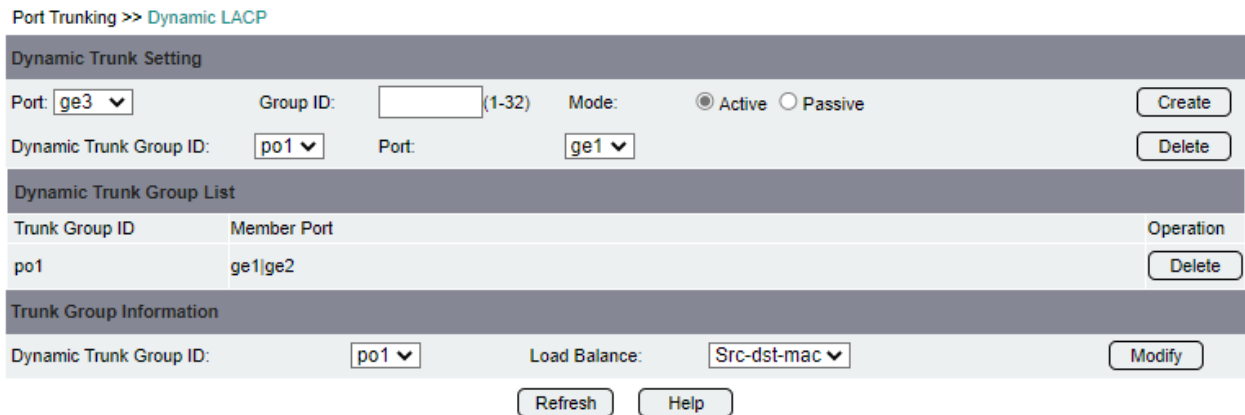 Port Trunking >> Dynamic LACP
Dynamic Trunk Setting
Port: ge3 Group ID: (1-32) Mode: Active Passive Create
Dynamic Trunk Group ID: po1 Port: ge1 Delete
Dynamic Trunk Group List
Trunk Group ID Member Port Operation
po1 ge1|ge2 Delete
Trunk Group Information
Dynamic Trunk Group ID: po1 Load Balance: Src-dst-mac Modify
Refresh Help